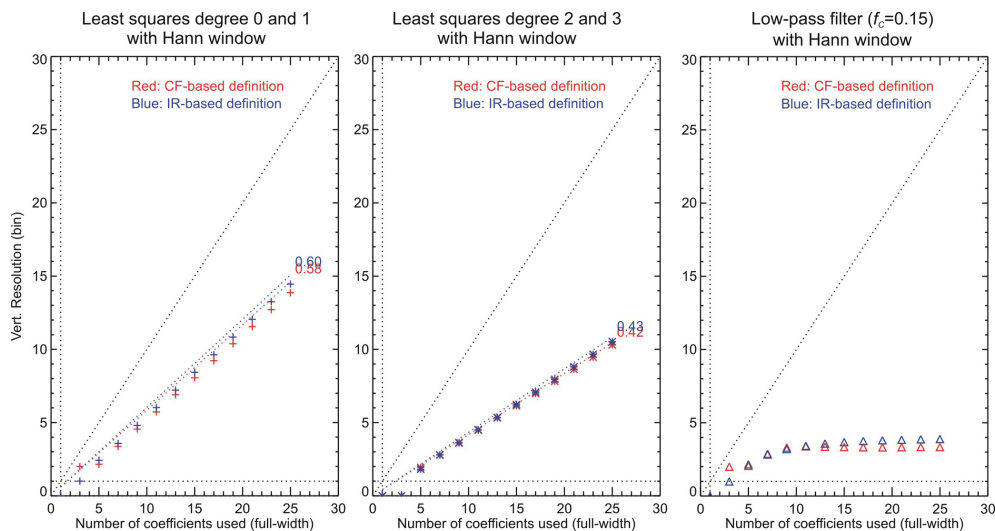 Least squares degree 0 and 1
with Hann window
Least squares degree 2 and 3
with Hann window
Low-pass filter (fc=0.15)
with Hann window
Vert. Resolution (bin)
30
25
20
15
10
5
0
Red: CF-based definition
Blue: IR-based definition
0.60
0.58
0 5 10 15 20 25 30
Number of coefficients used (full-width)
30
25
20
15
10
5
0
Red: CF-based definition
Blue: IR-based definition
0.43
0.42
0 5 10 15 20 25 30
Number of coefficients used (full-width)
30
25
20
15
10
5
0
Red: CF-based definition
Blue: IR-based definition
0 5 10 15 20 25 30
Number of coefficients used (full-width)